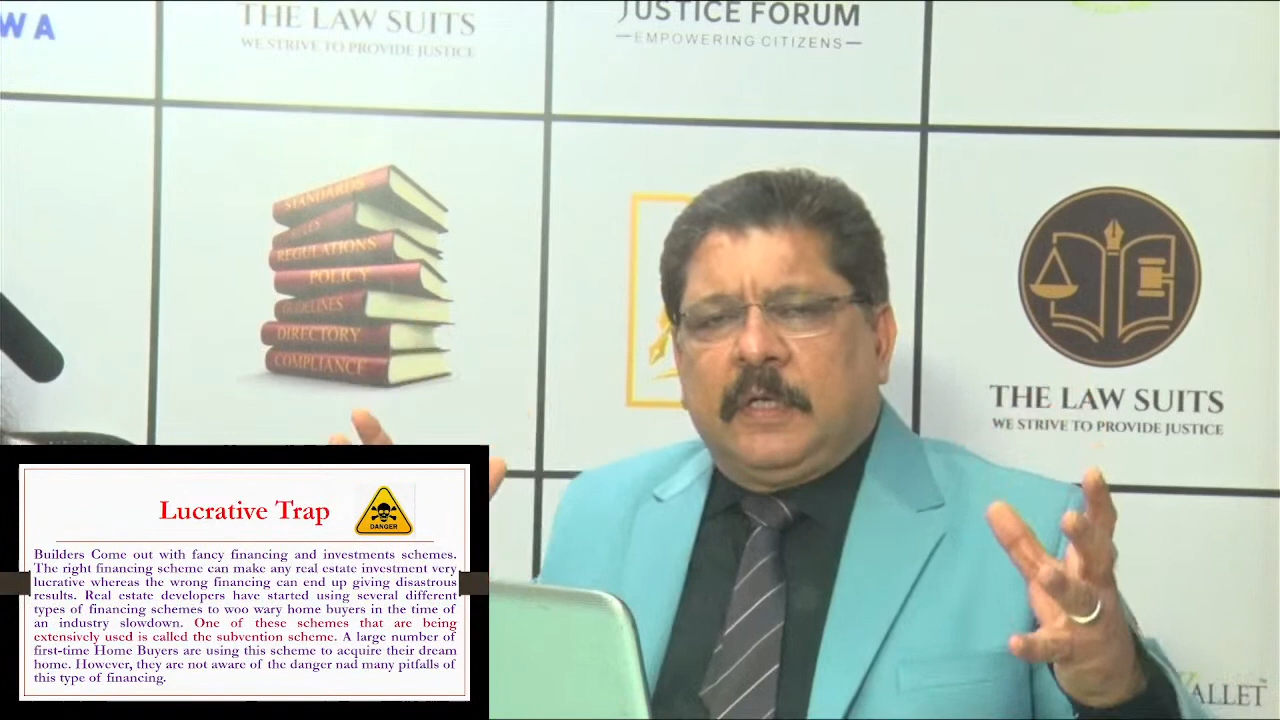 WA
THE LAW SUITS
WE STRIVE TO PROVIDE JUSTICE
JUSTICE FORUM
EMPOWERING CITIZENS
STANDARDS
REGULATIONS
POLICY
GUIDELINES
DIRECTORY
COMPLIANCE
THE LAW SUITS
WE STRIVE TO PROVIDE JUSTICE
Lucrative Trap
DANGER
Builders Come out with fancy financing and investments schemes.
The right financing scheme can make any real estate investment very
lucrative whereas the wrong financing can end up giving disastrous
results. Real estate developers have started using several different
types of financing schemes to woo wary home buyers in the time of
an industry slowdown. One of these schemes that are being
extensively used is called the subvention scheme. A large number of
first-time Home Buyers are using this scheme to acquire their dream
home. However, they are not aware of the danger nad many pitfalls of
this type of financing.
ALLET